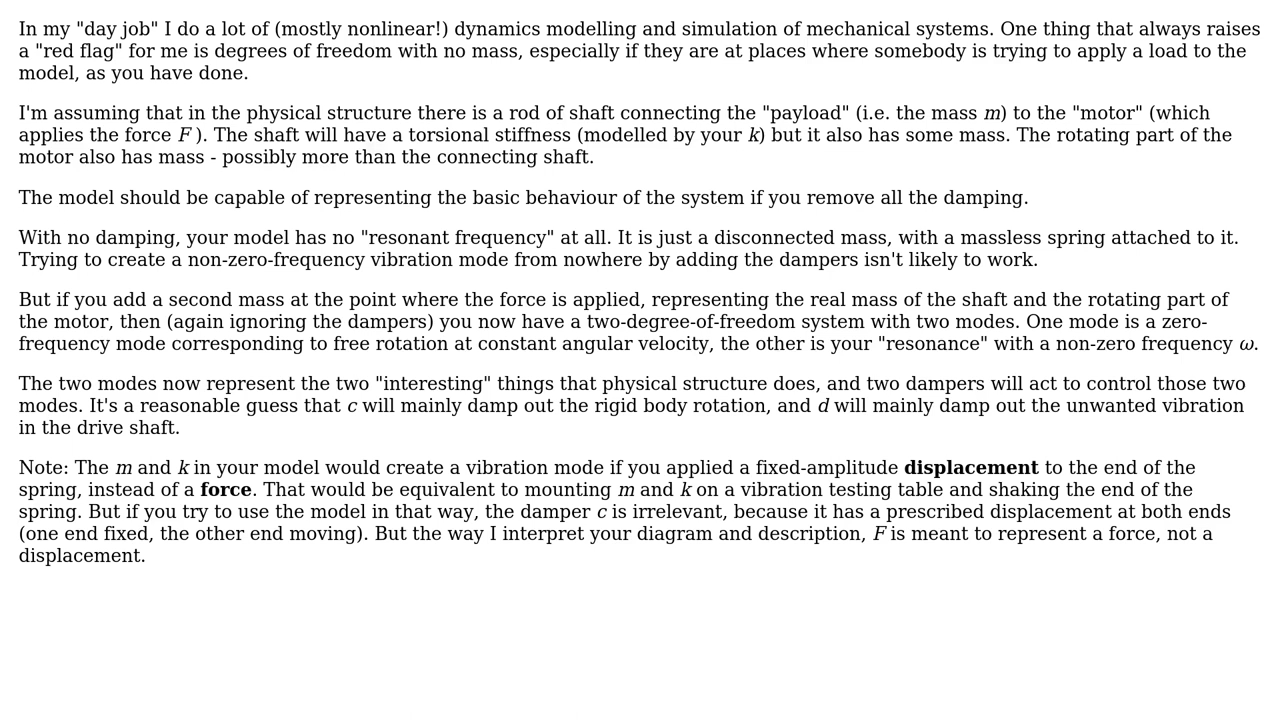 In my "day job" I do a lot of (mostly nonlinear!) dynamics modelling and simulation of mechanical systems. One thing that always raises
a "red flag" for me is degrees of freedom with no mass, especially if they are at places where somebody is trying to apply a load to the
model, as you have done.
I'm assuming that in the physical structure there is a rod of shaft connecting the "payload" (i.e. the mass m) to the "motor" (which
applies the force F ). The shaft will have a torsional stiffness (modelled by your k) but it also has some mass. The rotating part of the
motor also has mass - possibly more than the connecting shaft.
The model should be capable of representing the basic behaviour of the system if you remove all the damping.
With no damping, your model has no "resonant frequency" at all. It is just a disconnected mass, with a massless spring attached to it.
Trying to create a non-zero-frequency vibration mode from nowhere by adding the dampers isn't likely to work.
But if you add a second mass at the point where the force is applied, representing the real mass of the shaft and the rotating part of
the motor, then (again ignoring the dampers) you now have a two-degree-of-freedom system with two modes. One mode is a zero-
frequency mode corresponding to free rotation at constant angular velocity, the other is your "resonance" with a non-zero frequency ω.
The two modes now represent the two "interesting" things that physical structure does, and two dampers will act to control those two
modes. It's a reasonable guess that c will mainly damp out the rigid body rotation, and d will mainly damp out the unwanted vibration
in the drive shaft.
Note: The m and k in your model would create a vibration mode if you applied a fixed-amplitude displacement to the end of the
spring, instead of a force. That would be equivalent to mounting m and k on a vibration testing table and shaking the end of the
spring. But if you try to use the model in that way, the damper c is irrelevant, because it has a prescribed displacement at both ends
(one end fixed, the other end moving). But the way I interpret your diagram and description, F is meant to represent a force, not a
displacement.